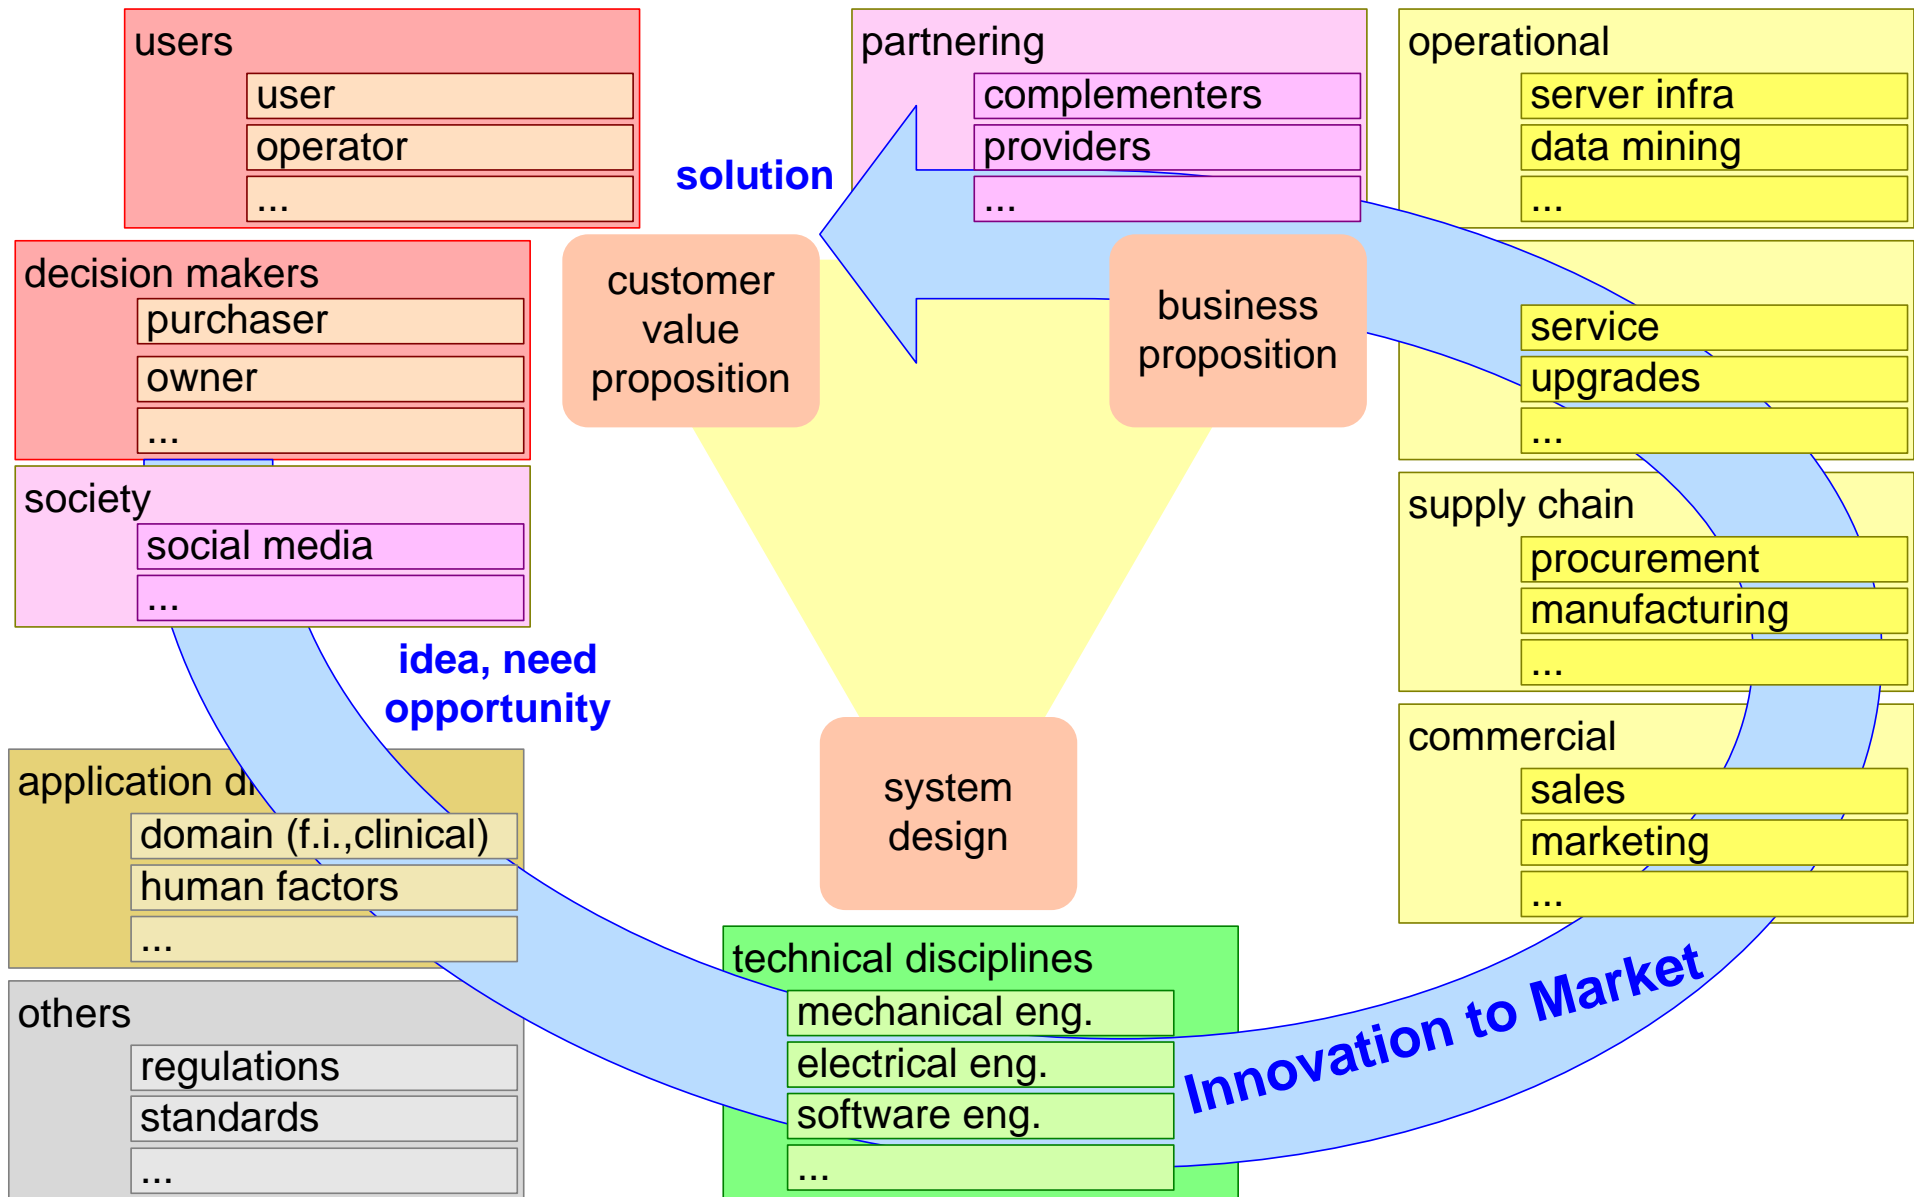 users
user
operator
...
partnering
complementers
providers
...
operational
server infra
data mining
...
solution
decision makers
purchaser
owner
...
customer
value
proposition
business
proposition
service
upgrades
...
society
social media
...
supply chain
procurement
manufacturing
...
idea, need
opportunity
commercial
sales
marketing
...
application di
domain (f.i.,clinical)
human factors
...
system
design
technical disciplines
mechanical eng.
electrical eng.
software eng.
...
Innovation to Market
others
regulations
standards
...